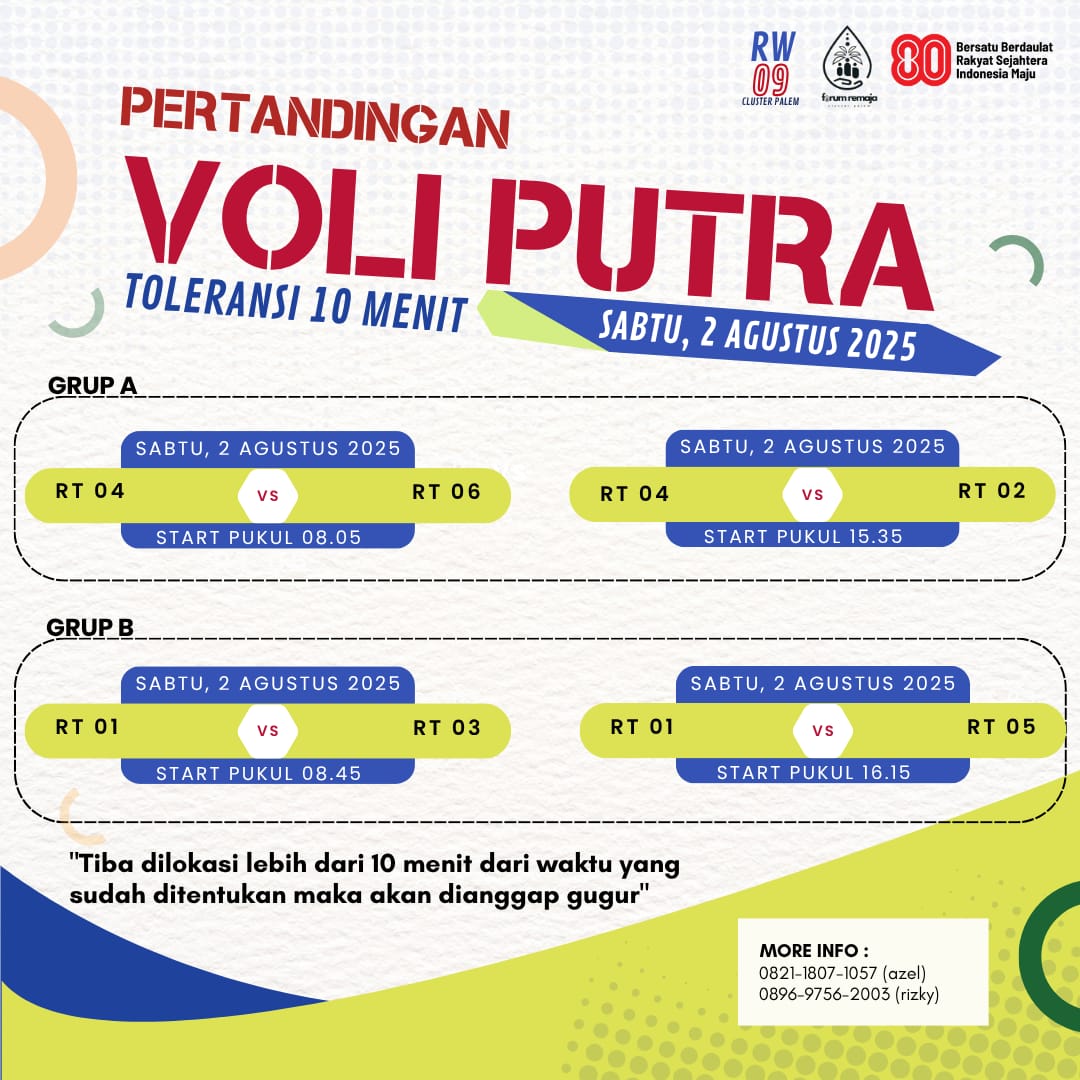 RW
09
CLUSTER PALEM
forum remaja
80
Bersatu Berdaulat
Rakyat Sejahtera
Indonesia Maju
PERTANDINGAN
VOLI PUTRA
TOLERANSI 10 MENIT
SABTU, 2 AGUSTUS 2025
GRUP A
SABTU, 2 AGUSTUS 2025
RT 04 VS RT 06
START PUKUL 08.05
SABTU, 2 AGUSTUS 2025
RT 04 VS RT 02
START PUKUL 15.35
GRUP B
SABTU, 2 AGUSTUS 2025
RT 01 VS RT 03
START PUKUL 08.45
SABTU, 2 AGUSTUS 2025
RT 01 VS RT 05
START PUKUL 16.15
"Tiba dilokasi lebih dari 10 menit dari waktu yang
sudah ditentukan maka akan dianggap gugur"
MORE INFO :
0821-1807-1057 (azel)
0896-9756-2003 (rizky)